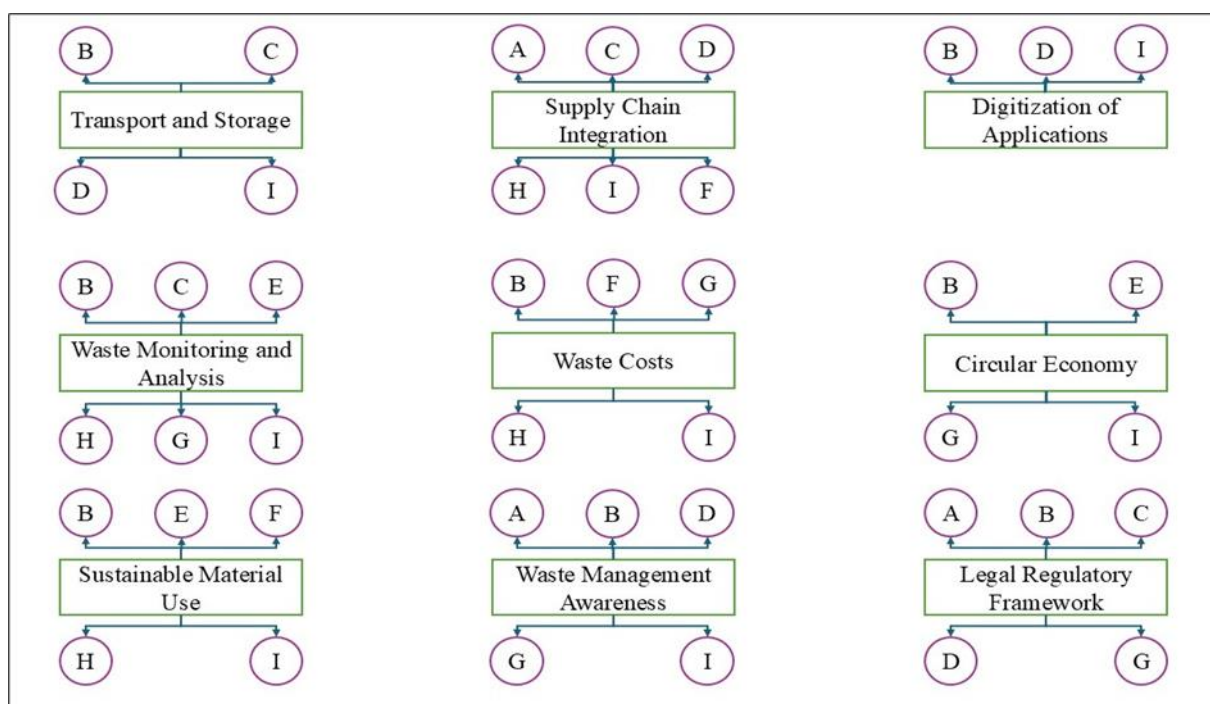 B C
A C D
B D I
Transport and Storage
Supply Chain
Integration
Digitization of
Applications
D I
H I F
B C E
B F G
B E
Waste Monitoring and
Analysis
Waste Costs
Circular Economy
H G I
H I
G I
B E F
A B D
A B C
Sustainable Material
Use
Waste Management
Awareness
Legal Regulatory
Framework
H I
G I
D G